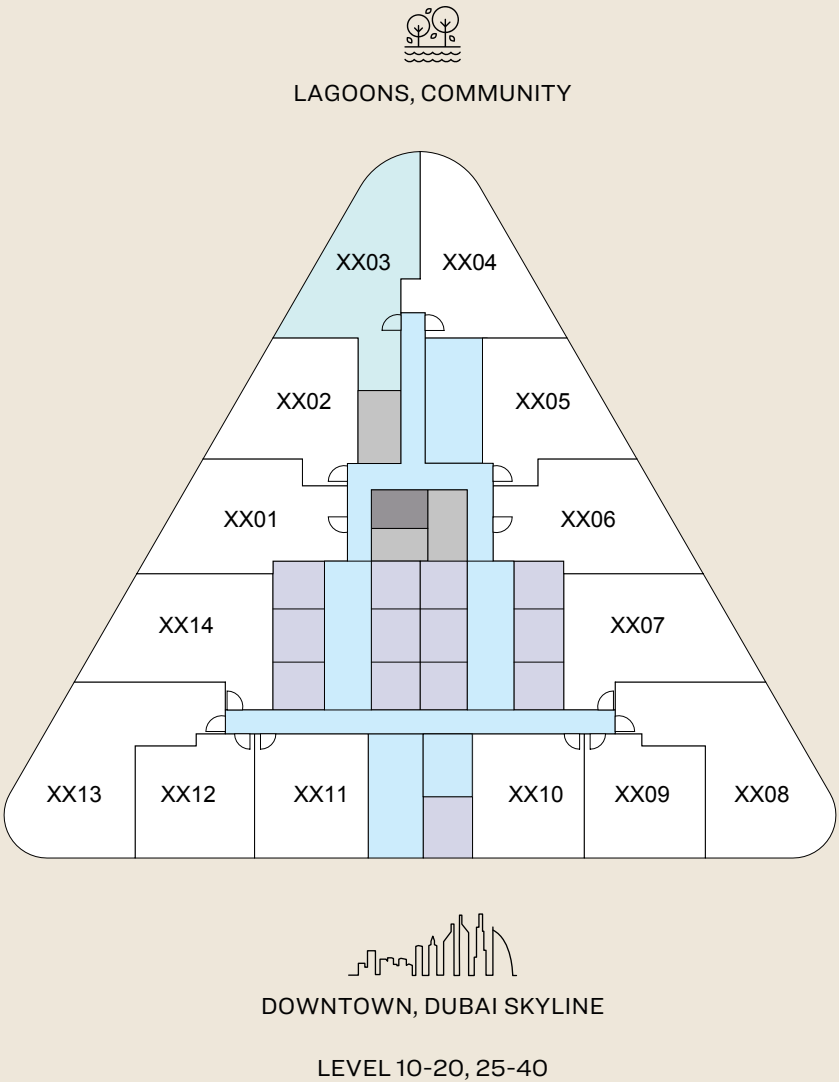 LAGOONS, COMMUNITY
XX03 XX04
XX02 XX05
XX01 XX06
XX14 XX07
XX13 XX12 XX11 XX10 XX09 XX08
DOWNTOWN, DUBAI SKYLINE
LEVEL 10-20, 25-40